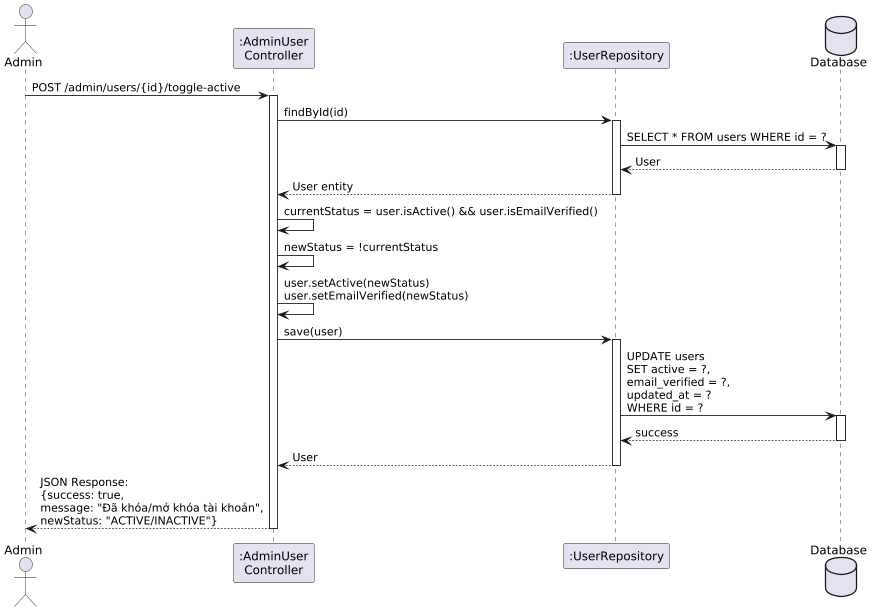 Admin
:AdminUser
Controller
:UserRepository
Database
POST /admin/users/{id}/toggle-active
findById(id)
SELECT * FROM users WHERE id = ?
User
User entity
currentStatus = user.isActive() && user.isEmailVerified()
newStatus = !currentStatus
user.setActive(newStatus)
user.setEmailVerified(newStatus)
save(user)
UPDATE users
SET active = ?,
email_verified = ?,
updated_at = ?
WHERE id = ?
success
User
JSON Response:
{success: true,
message: "Đã khóa/mở khóa tài khoản",
newStatus: "ACTIVE/INACTIVE"}
Admin
:AdminUser
Controller
:UserRepository
Database